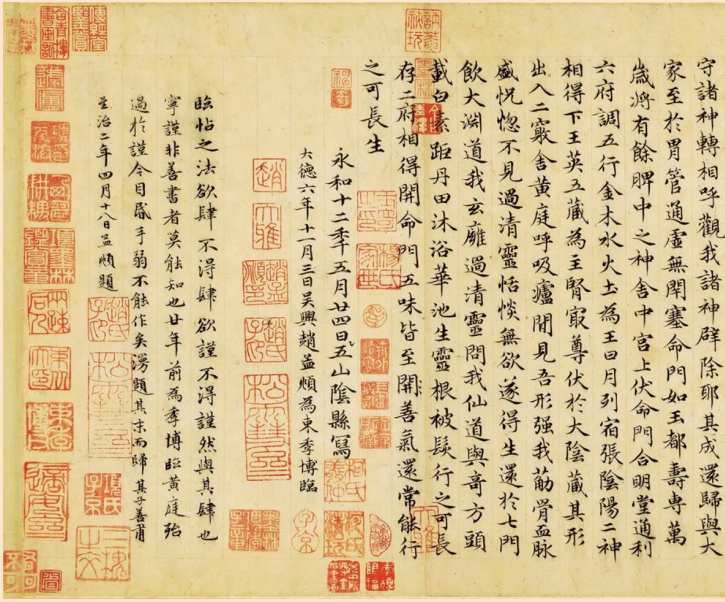 守諸神轉相呼觀我諸神辟除耶其成還歸與大
家至於胃管通虛無閉塞命門如玉都壽專萬
歲將有餘脾中之神舍中宮上伏命門合明堂通利
六府調五行金木水火土為王日月列宿張陰陽二神
相得下玉英五藏為主腎寂尊伏於大陰藏其形
出入二竅舍黃庭呼吸廬間見吾形强我葋骨血脉
盛怳惚不見過清靈恬惔無欲遂得生還於七門
飲大淵道我玄廱過清靈問我仙道與奇方頭
載白素距丹田沐浴華池生靈根被髮行之可長
存二府相得開命門五味皆至開善氣還常能行
之可長生
永和十二年五月廿四日五山陰縣寫
大德六年十一月三日吳興趙孟頫為東季博臨
臨帖之法欲肆不得肆欲謹不得謹然與其肆也
寧謹非善書者莫能知也廿年前為季博臨黃庭殆
過於謹今目昏手弱不能作矣漫題其末而歸其子善甫
至治二年四月十八日孟頫題